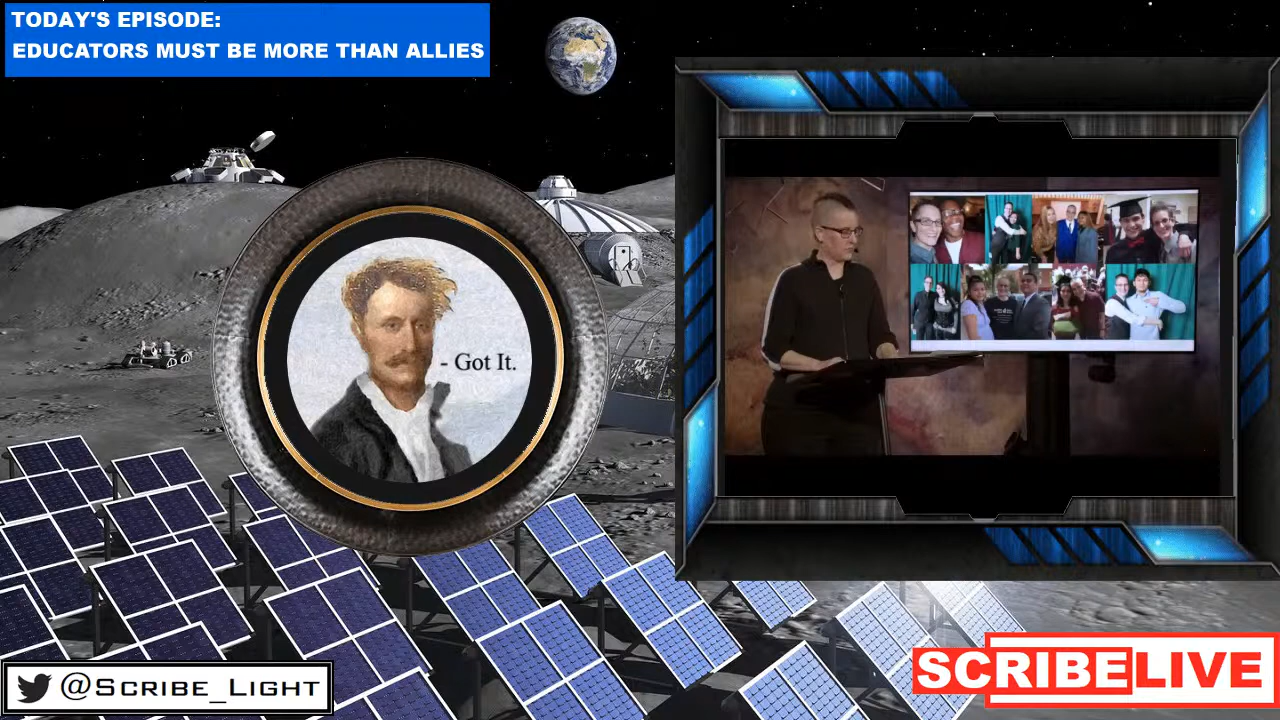 TODAY'S EPISODE:
EDUCATORS MUST BE MORE THAN ALLIES
- Got It.
@SCRIBE_LIGHT
SCRIBELIVE